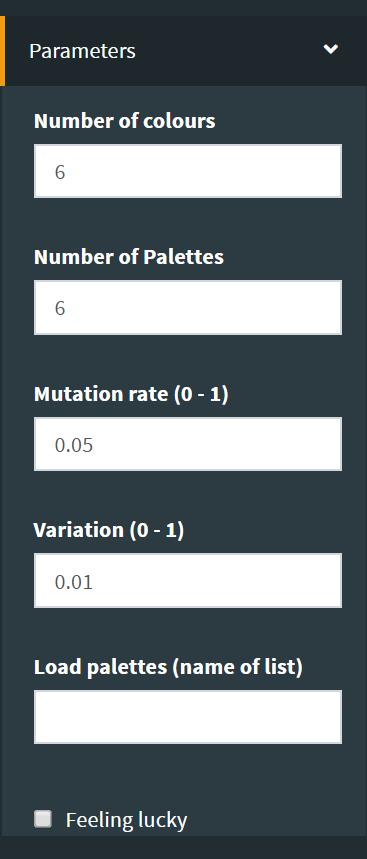 Parameters
Number of colours
6
Number of Palettes
6
Mutation rate (0 - 1)
0.05
Variation (0 - 1)
0.01
Load palettes (name of list)
Feeling lucky